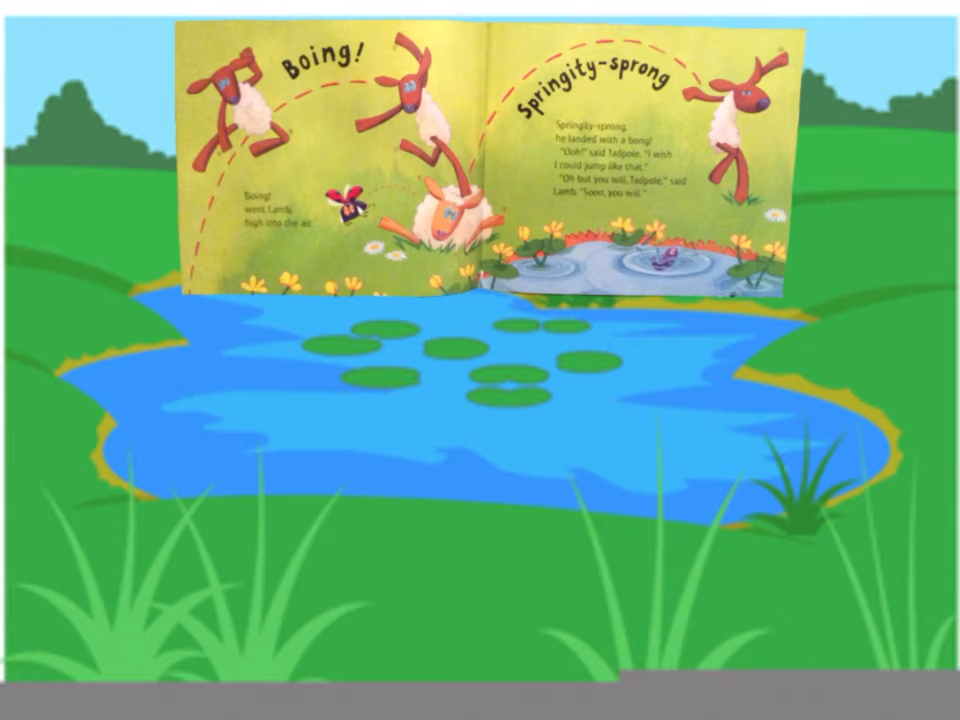 Boing!
Boing!
went Lamb,
high into the air.
Springity-sprong
Springity-sprong,
he landed with a bong!
"Ooh!" said Tadpole. "I wish
I could jump like that."
"Oh but you will, Tadpole," said
Lamb. "Soon, you will."